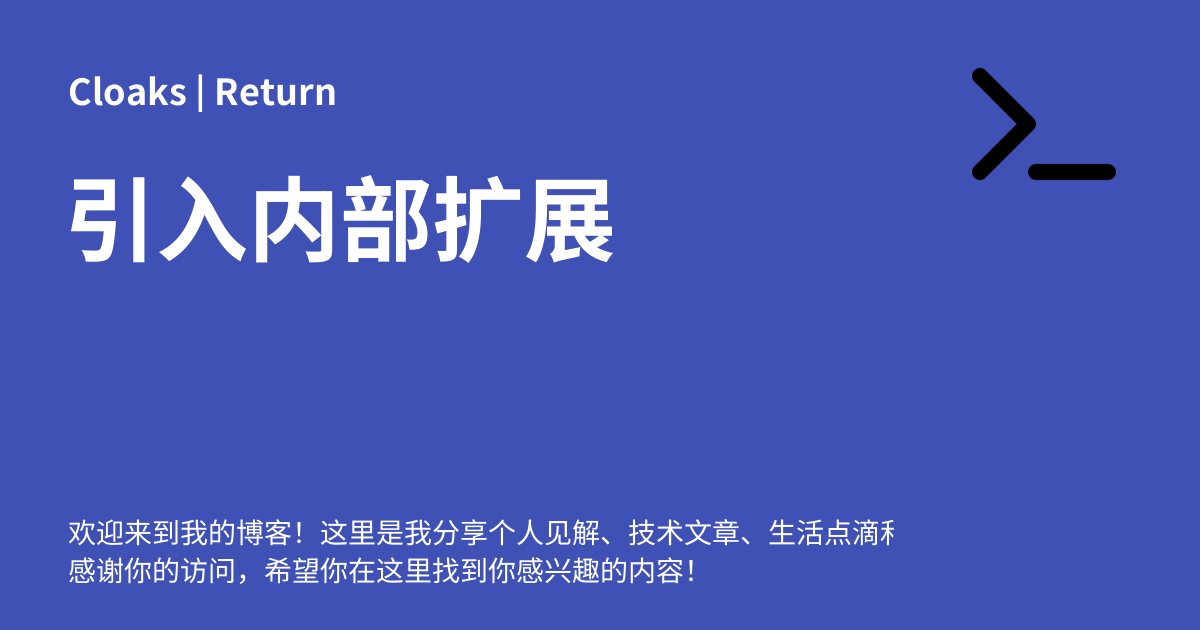 Cloaks | Return
引入内部扩展
欢迎来到我的博客！这里是我分享个人见解、技术文章、生活点滴
感谢你的访问，希望你在这里找到你感兴趣的内容！